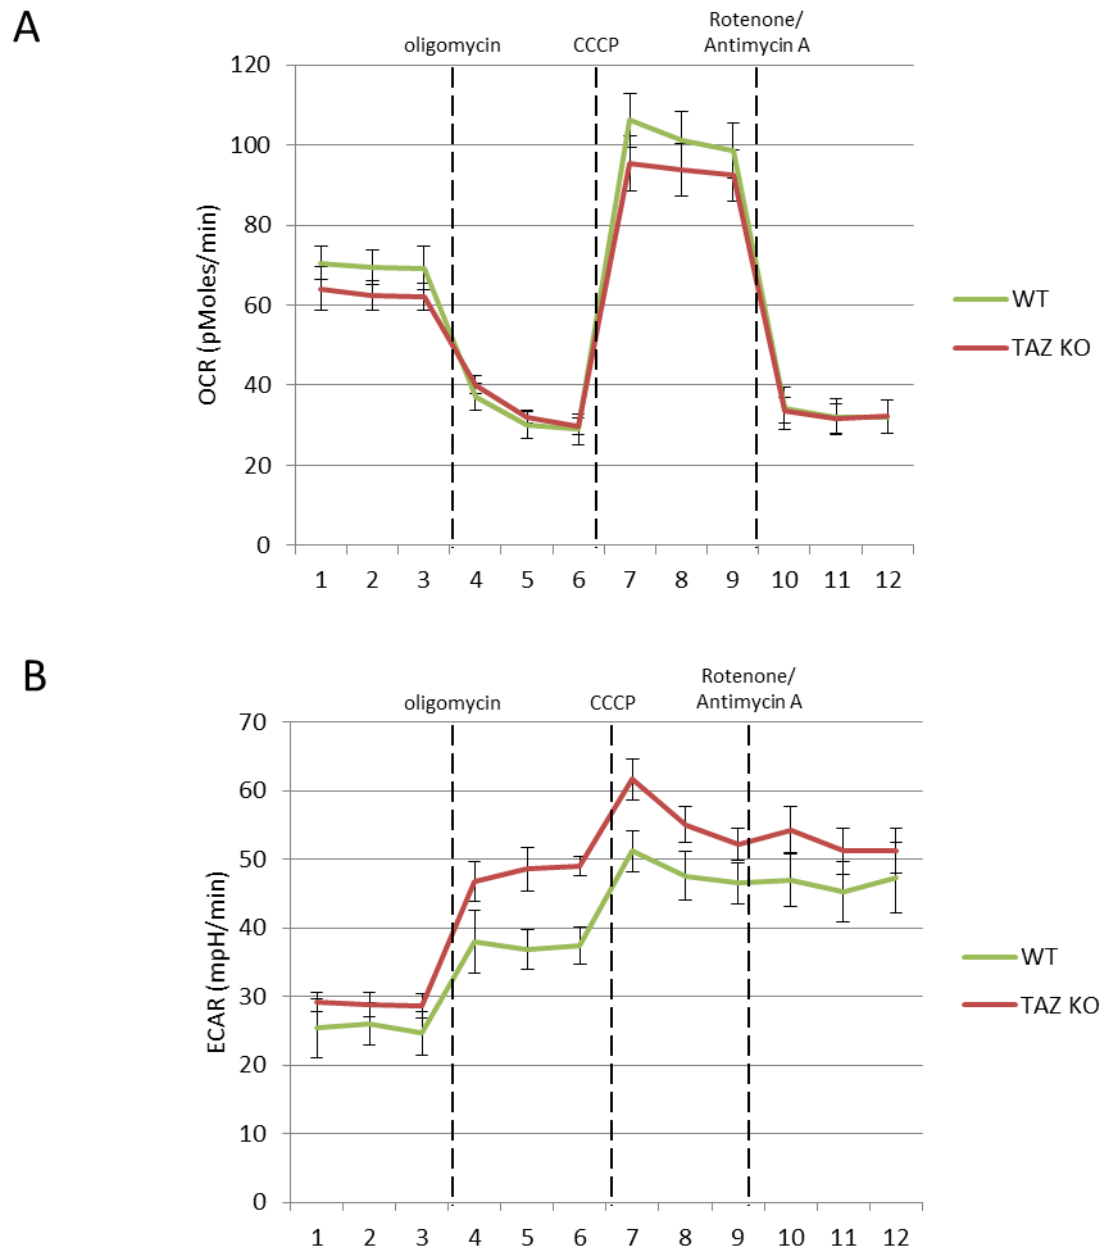 A
oligomycin
CCCP
Rotenone/
Antimycin A
OCR (pMoles/min)
120
100
80
60
40
20
0
1 2 3 4 5 6 7 8 9 10 11 12
WT
TAZ KO
B
oligomycin
CCCP
Rotenone/
Antimycin A
ECAR (mpH/min)
70
60
50
40
30
20
10
0
1 2 3 4 5 6 7 8 9 10 11 12
WT
TAZ KO